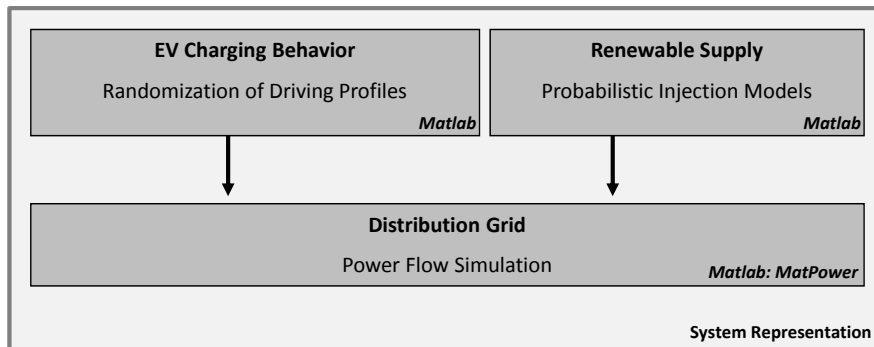 EV Charging Behavior
Randomization of Driving Profiles
Matlab
Renewable Supply
Probabilistic Injection Models
Matlab
Distribution Grid
Power Flow Simulation
Matlab: MatPower
System Representation